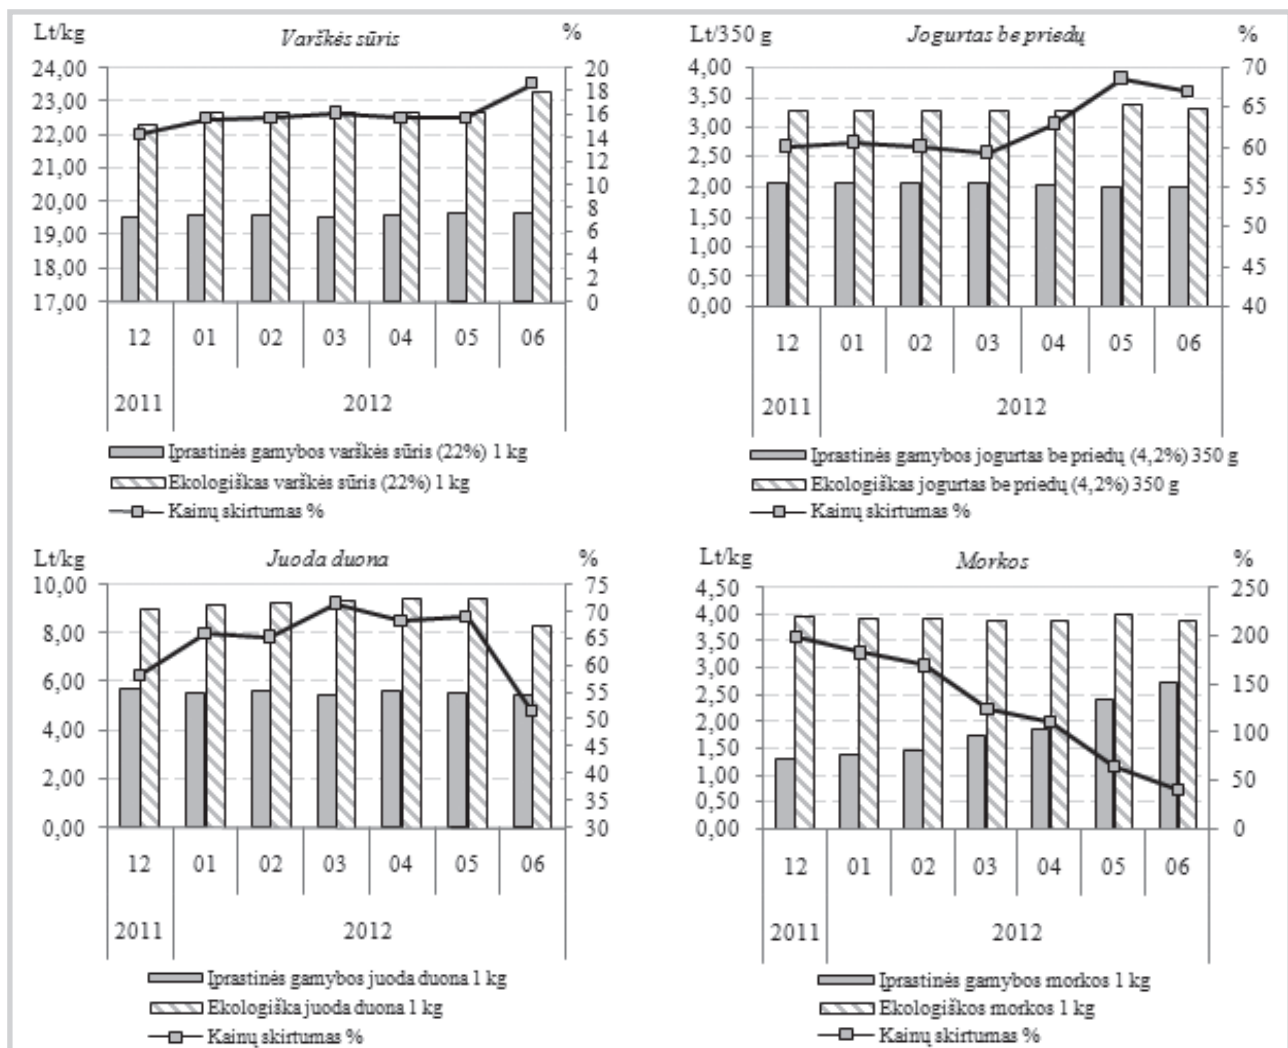 Lt/kg Varškės sūris %
24,00 20
23,00 18
22,00 16
21,00 14
20,00 12
19,00 10
18,00 8
17,00 6
4
2
0
12 01 02 03 04 05 06
2011 2012
Įprastinės gamybos varškės sūris (22%) 1 kg
Ekologiškas varškės sūris (22%) 1 kg
Kainų skirtumas %
Lt/350 g Jogurtas be priedų %
4,00 70
3,50 65
3,00 60
2,50 55
2,00 50
1,50 45
1,00 40
0,50
0,00
12 01 02 03 04 05 06
2011 2012
Įprastinės gamybos jogurtas be priedų (4,2%) 350 g
Ekologiškas jogurtas be priedų (4,2%) 350 g
Kainų skirtumas %
Lt/kg Juoda duona %
10,00 75
8,00 70
6,00 65
4,00 60
2,00 55
0,00 50
45
40
35
30
12 01 02 03 04 05 06
2011 2012
Įprastinės gamybos juoda duona 1 kg
Ekologiška juoda duona 1 kg
Kainų skirtumas %
Lt/kg Morkos %
4,50 250
4,00 200
3,50 150
3,00 100
2,50 50
2,00 0
1,50
1,00
0,50
0,00
12 01 02 03 04 05 06
2011 2012
Įprastinės gamybos morkos 1 kg
Ekologiškos morkos 1 kg
Kainų skirtumas %